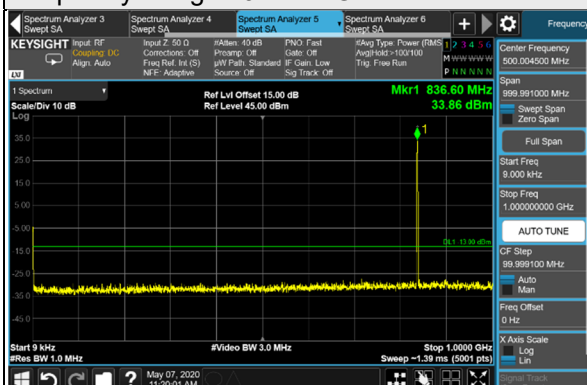 Spectrum Analyzer 3
Swept SA
Spectrum Analyzer 4
Swept SA
Spectrum Analyzer 5
Swept SA
Spectrum Analyzer 6
Swept SA
Frequency
KEYSIGHT
Input: RF
Coupling: DC
Align: Auto
Input Z: 50 Ω
Corrections: Off
Freq Ref: Int (S)
NFE: Adaptive
#Atten: 40 dB
Preamp: Off
µW Path: Standard
Source: Off
PNO: Fast
Gate: Off
IF Gain: Low
Sig Track: Off
#Avg Type: Power (RMS
Avg|Hold:>100/100
Trig: Free Run
1 2 3 4 5 6
M W W W W W
P N N N N N
LXI
1 Spectrum
Scale/Div 10 dB
Log
Ref Lvl Offset 15.00 dB
Ref Level 45.00 dBm
Mkr1 836.60 MHz
33.86 dBm
1
35.0
25.0
15.0
5.00
-5.00
DL1 -13.00 dBm
-15.0
-25.0
-35.0
-45.0
Start 9 kHz
#Res BW 1.0 MHz
#Video BW 3.0 MHz
Stop 1.0000 GHz
Sweep ~1.39 ms (5001 pts)
Center Frequency
500.004500 MHz
Span
999.991000 MHz
Swept Span
Zero Span
Full Span
Start Freq
9.000 kHz
Stop Freq
1.000000000 GHz
AUTO TUNE
CF Step
99.999100 MHz
Auto
Man
Freq Offset
0 Hz
X Axis Scale
Log
Lin
Signal Track
May 07, 2020
11:20:01 AM